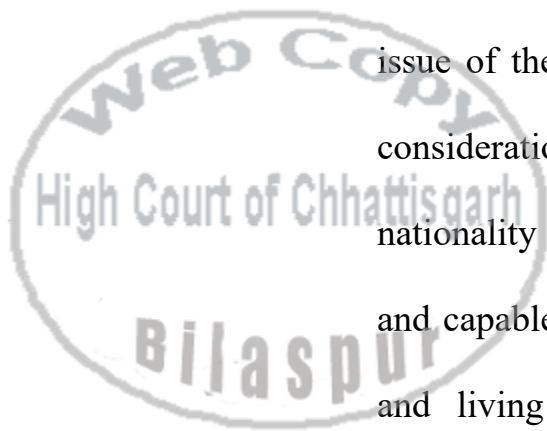 Web Copy
High Court of Chhattisgarh
Bilaspur
issue of the
consideratio
nationality
and capable
and living